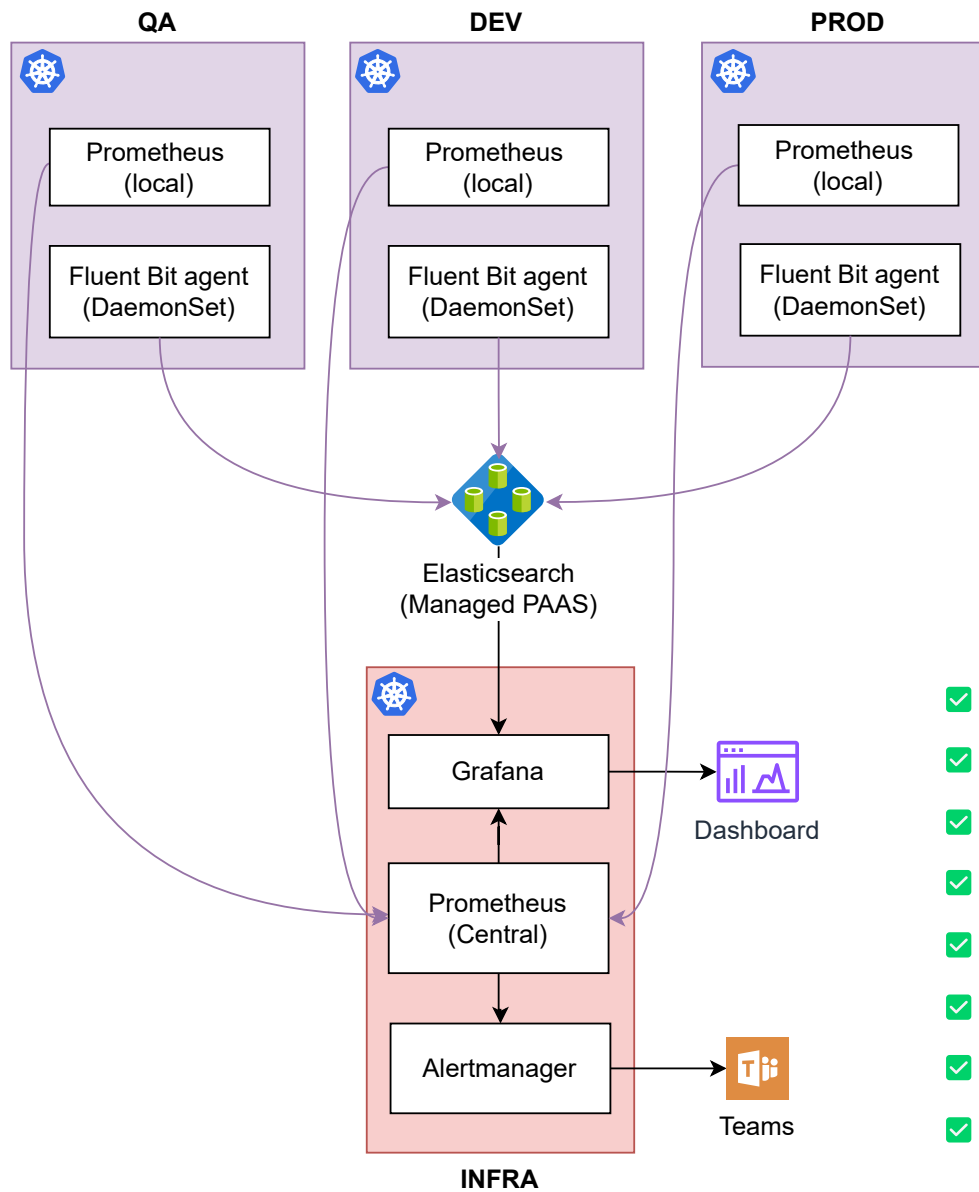 QA
DEV
PROD
Prometheus
(local)
Prometheus
(local)
Prometheus
(local)
Fluent Bit agent
(DaemonSet)
Fluent Bit agent
(DaemonSet)
Fluent Bit agent
(DaemonSet)
Elasticsearch
(Managed PAAS)
Grafana
Dashboard
Prometheus
(Central)
Alertmanager
T
Teams
INFRA